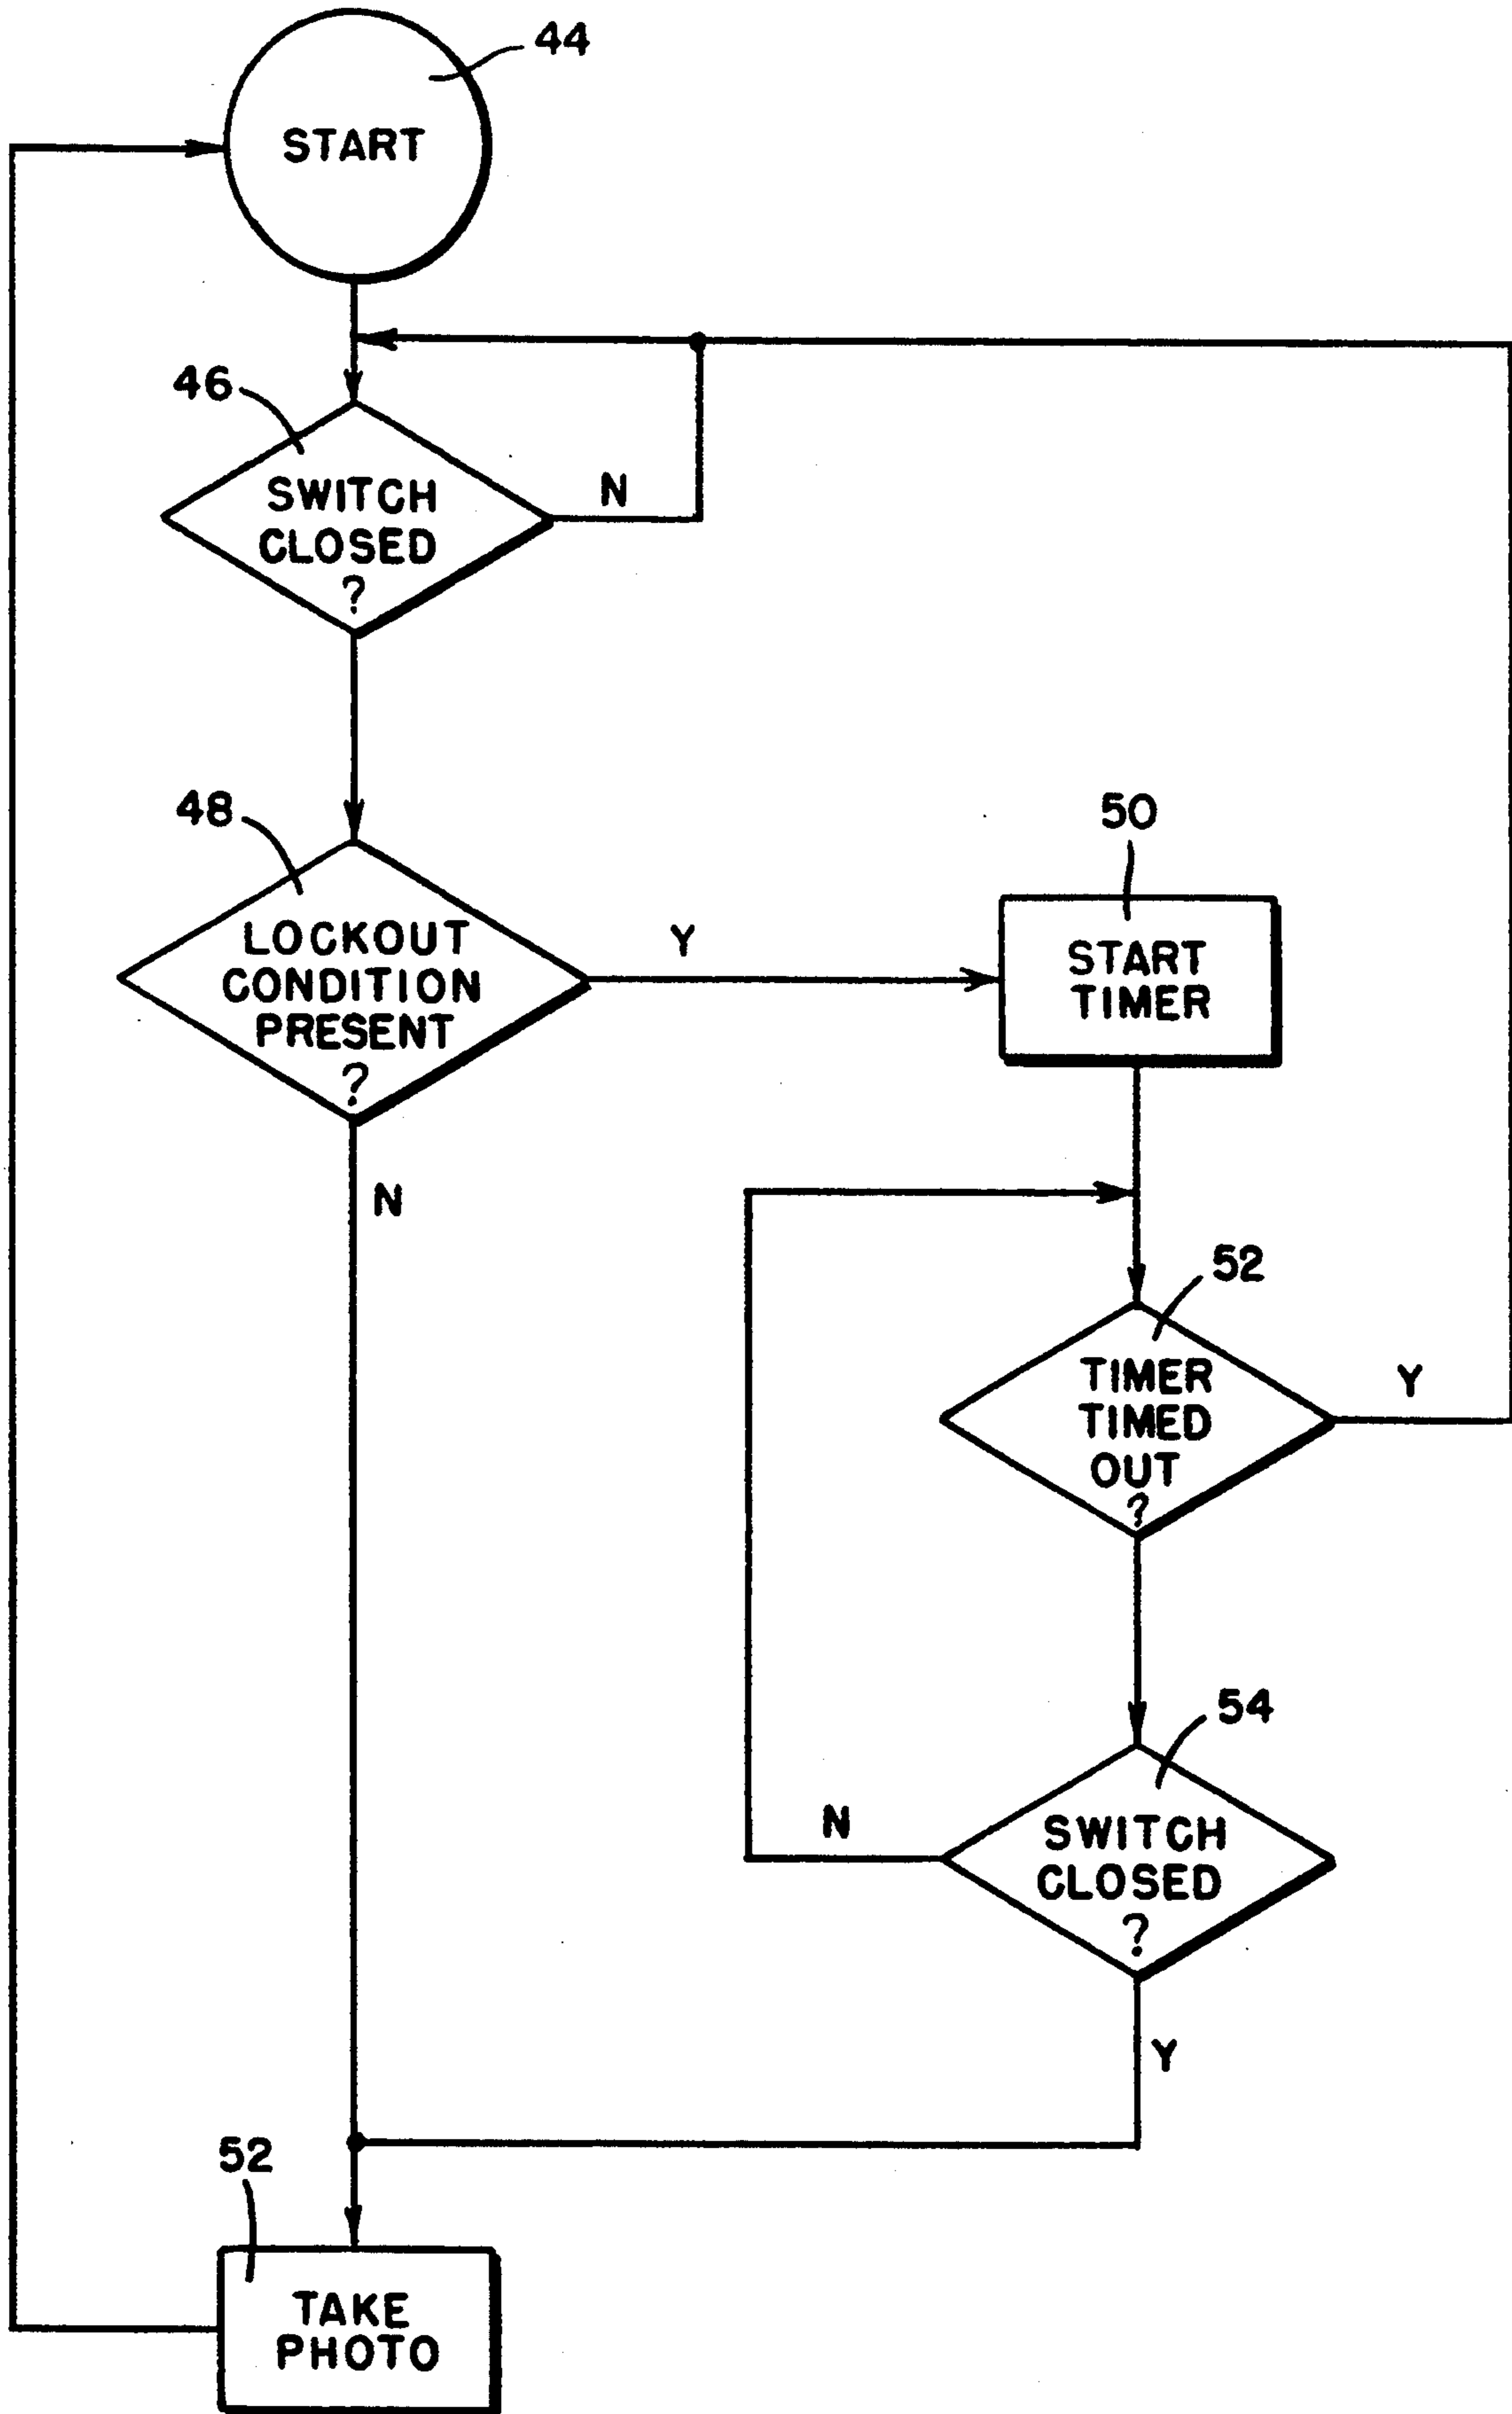 44
START
46
SWITCH
CLOSED
?
N
48
LOCKOUT
CONDITION
PRESENT
?
Y
N
50
START
TIMER
52
TIMER
TIMED
OUT
?
Y
54
SWITCH
CLOSED
?
N
Y
52
TAKE
PHOTO